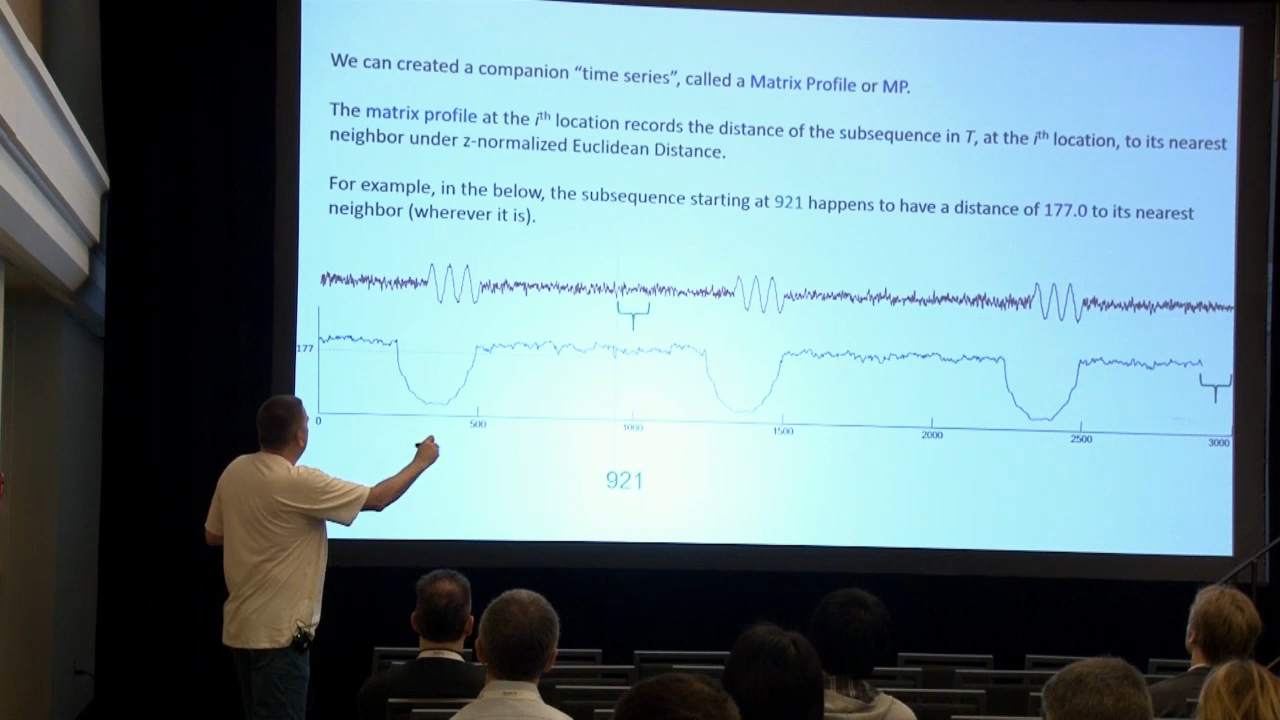 We can created a companion “time series”, called a Matrix Profile or MP.
The matrix profile at the ith location records the distance of the subsequence in T, at the ith location, to its nearest
neighbor under z-normalized Euclidean Distance.
For example, in the below, the subsequence starting at 921 happens to have a distance of 177.0 to its nearest
neighbor (wherever it is).
177
0 500 1000 1500 2000 2500 3000
921